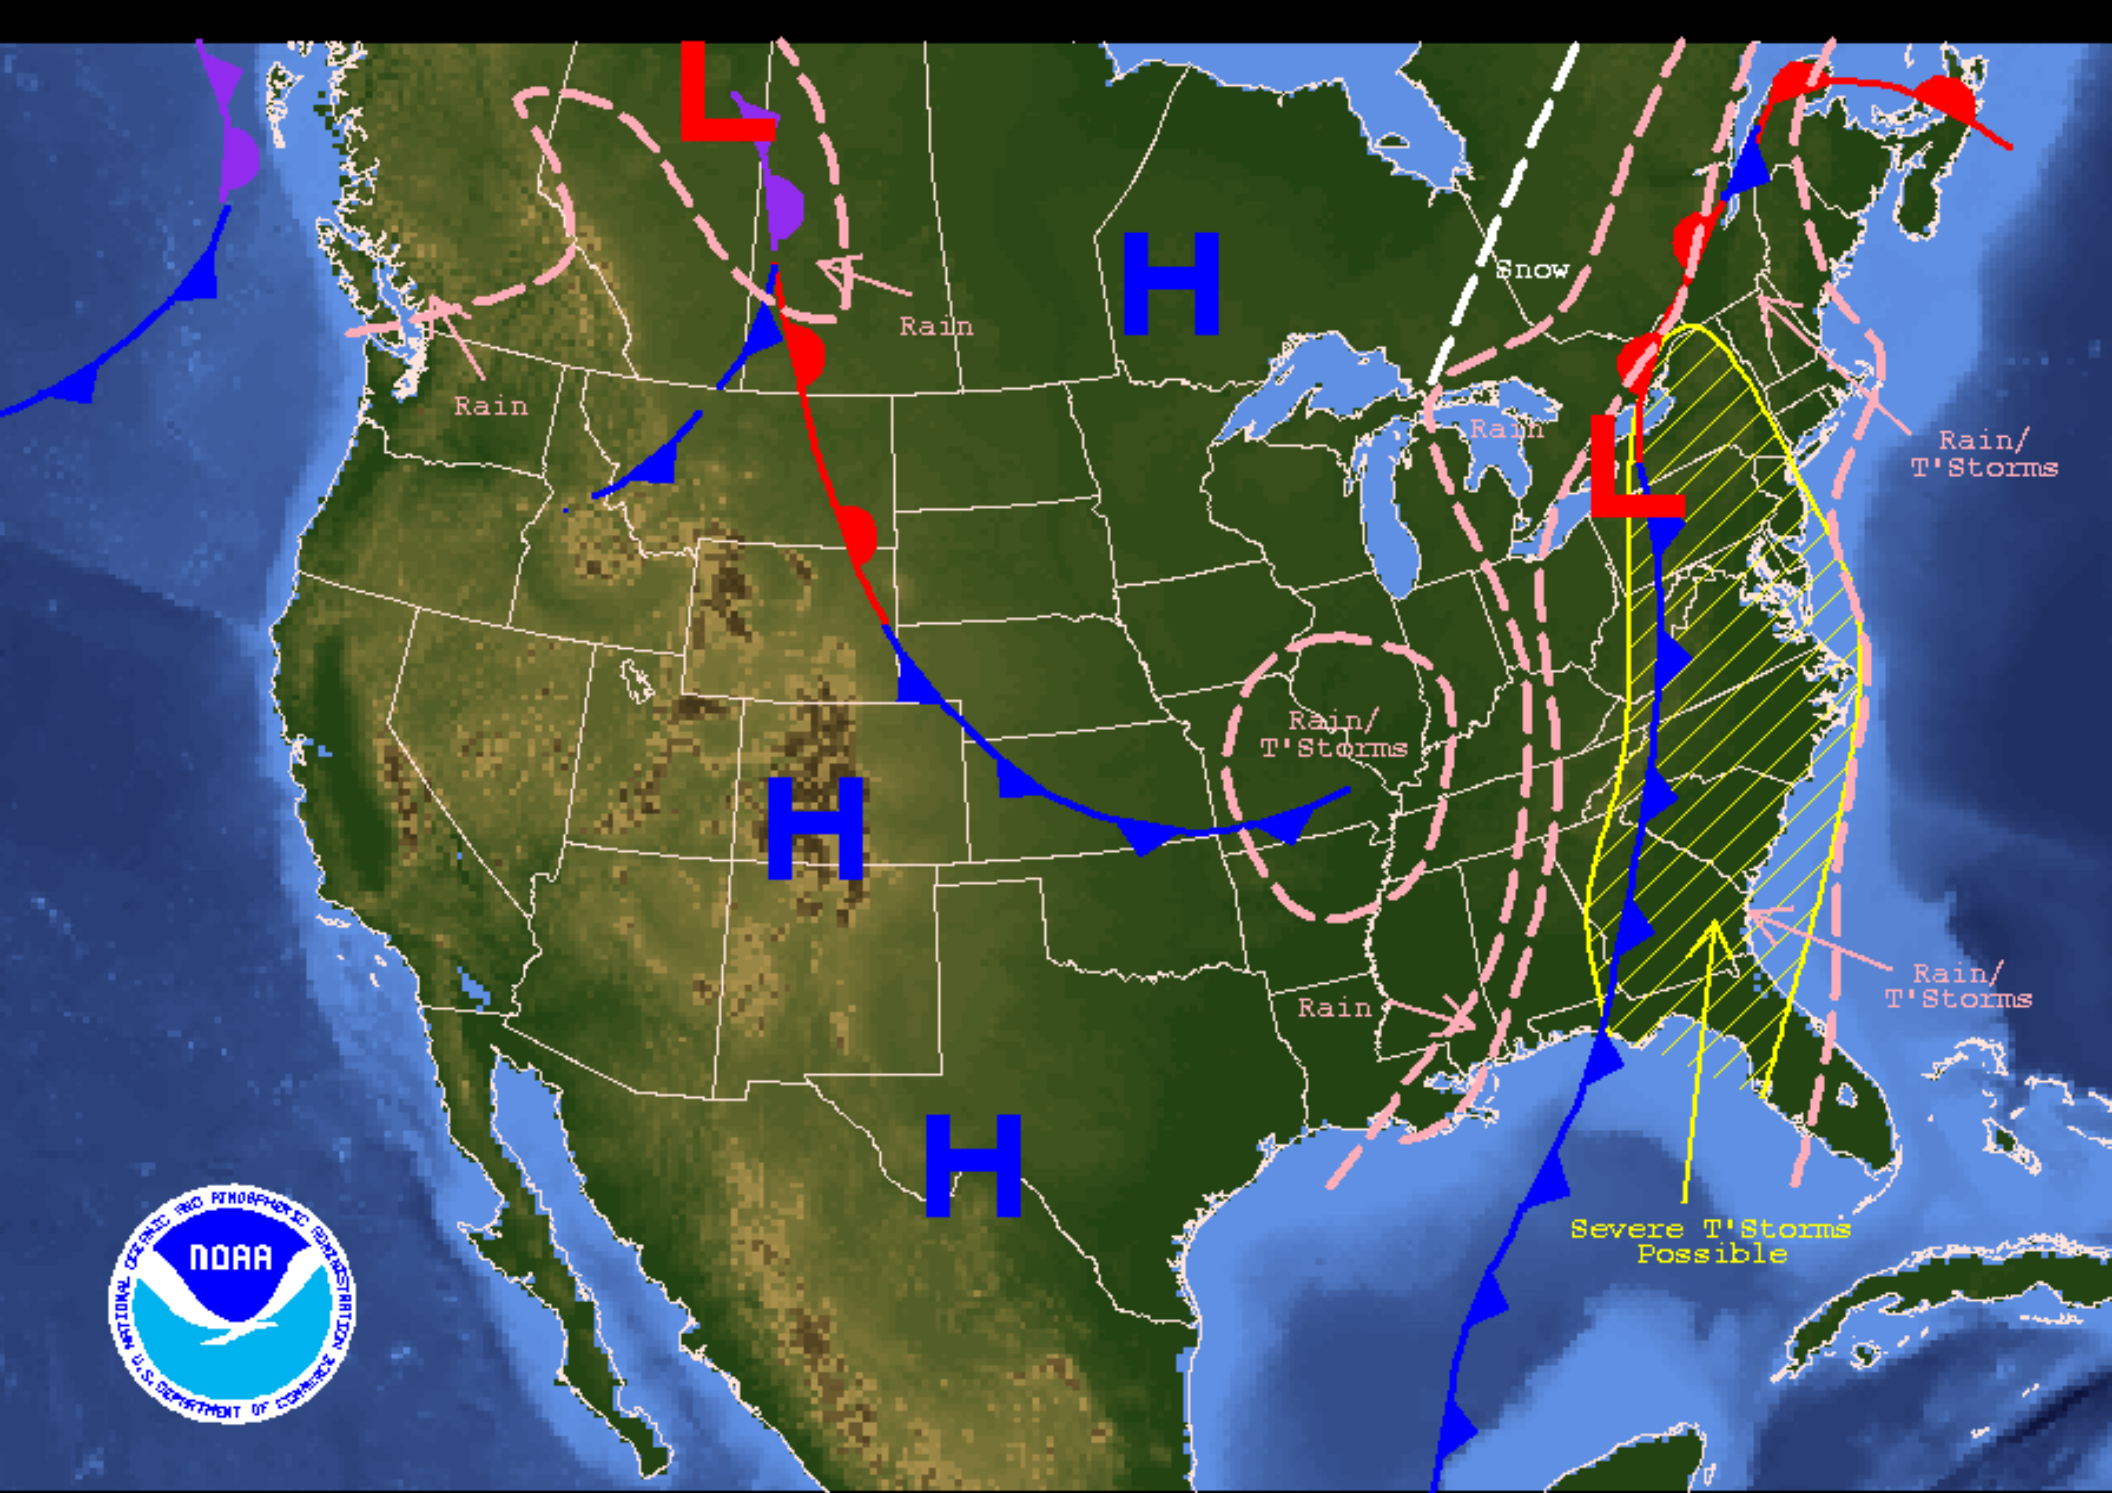 L
H
Snow
Rain
Rain
Rain
L
Rain/
T'Storms
Rain/
T'Storms
H
Rain/
T'Storms
Rain
H
Severe T'Storms
Possible
NATIONAL OCEANIC AND ATMOSPHERIC ADMINISTRATION
NOAA
U.S. DEPARTMENT OF COMMERCE